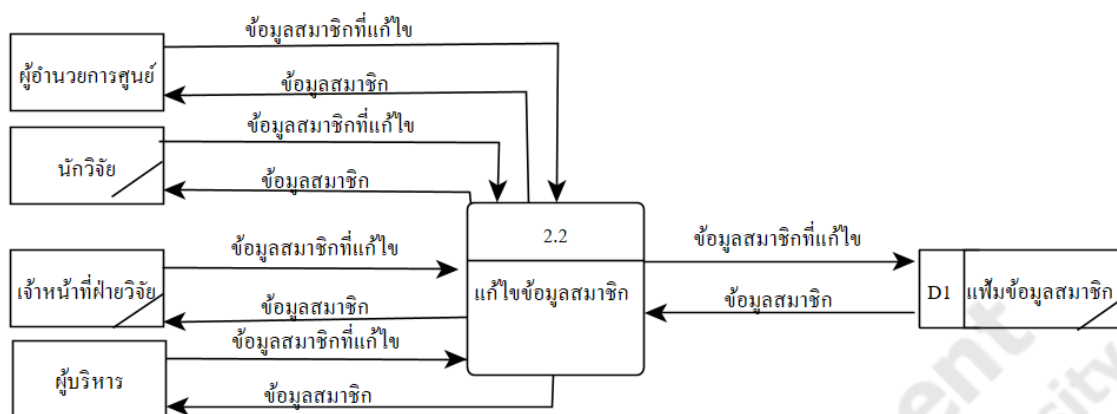 ข้อมูลสมาชิกที่แก้ไข
ผู้อำนวยการศูนย์
ข้อมูลสมาชิก
ข้อมูลสมาชิกที่แก้ไข
นักวิจัย
ข้อมูลสมาชิก
2.2
แก้ไขข้อมูลสมาชิก
ข้อมูลสมาชิกที่แก้ไข
เจ้าหน้าที่ฝ่ายวิจัย
ข้อมูลสมาชิก
ข้อมูลสมาชิกที่แก้ไข
ผู้บริหาร
ข้อมูลสมาชิก
ข้อมูลสมาชิกที่แก้ไข
ข้อมูลสมาชิก
D1 แฟ้มข้อมูลสมาชิก